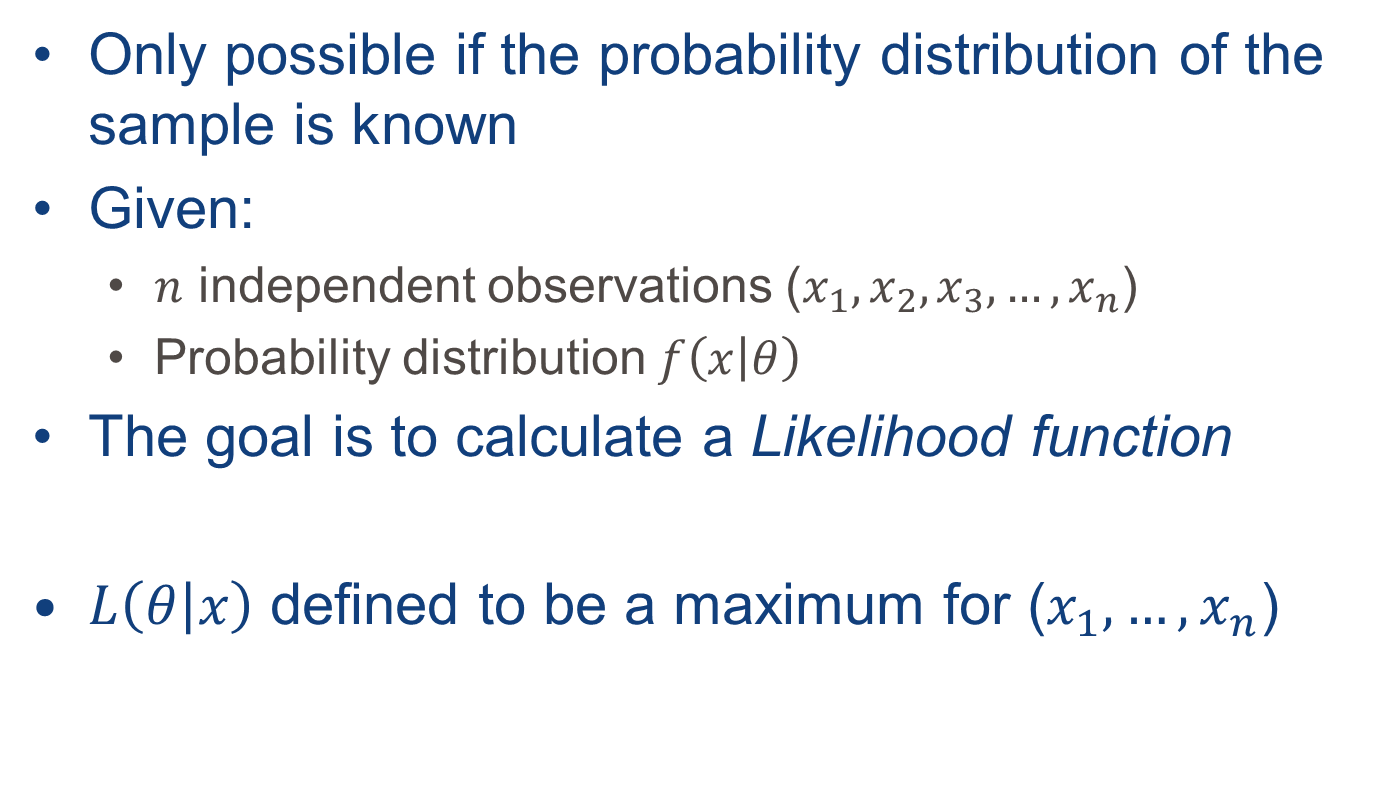 • Only possible if the probability distribution of the
sample is known
• Given:
• 𝑛 independent observations (𝑥₁, 𝑥₂, 𝑥₃, … , 𝑥ₙ)
• Probability distribution 𝑓(𝑥|𝜃)
• The goal is to calculate a Likelihood function
• 𝐿(𝜃|𝑥) defined to be a maximum for (𝑥₁, … , 𝑥ₙ)